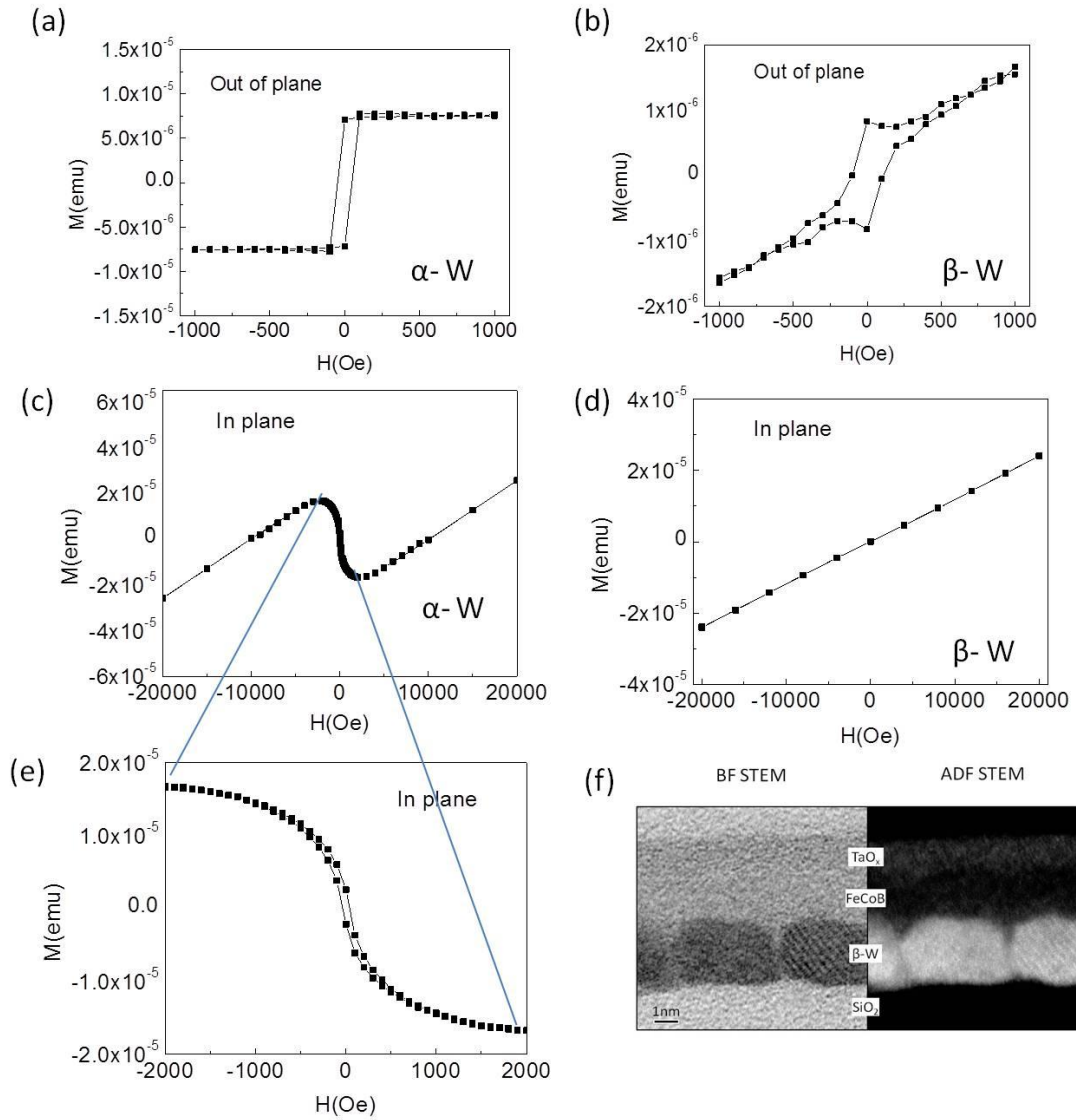 (a)
1.5x10⁻⁵
1.0x10⁻⁵
5.0x10⁻⁶
0.0
-5.0x10⁻⁶
-1.0x10⁻⁵
-1.5x10⁻⁵
M(emu)
Out of plane
α- W
-1000 -500 0 500 1000
H(Oe)
(b)
2x10⁻⁶
1x10⁻⁶
0
-1x10⁻⁶
-2x10⁻⁶
M(emu)
Out of plane
β- W
-1000 -500 0 500 1000
H(Oe)
(c)
6x10⁻⁵
4x10⁻⁵
2x10⁻⁵
0
-2x10⁻⁵
-4x10⁻⁵
-6x10⁻⁵
M(emu)
In plane
α- W
-20000 -10000 0 10000 20000
H(Oe)
(d)
4x10⁻⁵
2x10⁻⁵
0
-2x10⁻⁵
-4x10⁻⁵
M(emu)
In plane
β- W
-20000 -10000 0 10000 20000
H(Oe)
(e)
2.0x10⁻⁵
1.0x10⁻⁵
0.0
-1.0x10⁻⁵
-2.0x10⁻⁵
M(emu)
In plane
-2000 -1000 0 1000 2000
H(Oe)
(f)
BF STEM ADF STEM
TaOₓ
FeCoB
β-W
SiO₂
1nm